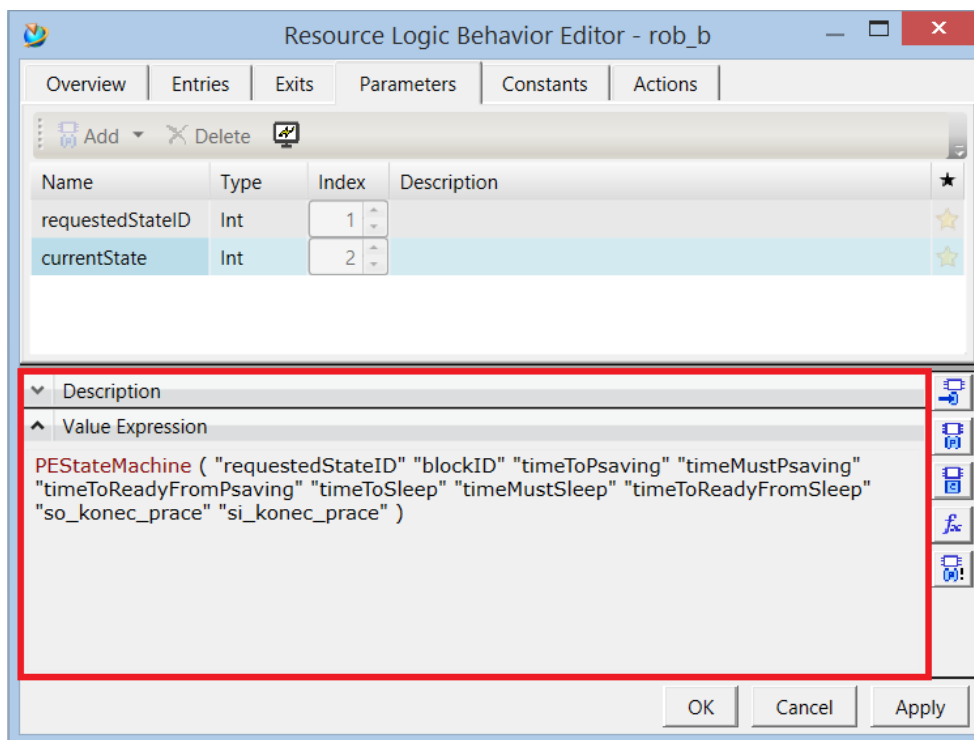 Resource Logic Behavior Editor - rob_b
Overview Entries Exits Parameters Constants Actions
Add Delete
Name Type Index Description
requestedStateID Int 1
currentState Int 2
Description
Value Expression
PEStateMachine ( "requestedStateID" "blockID" "timeToPsaving" "timeMustPsaving"
"timeToReadyFromPsaving" "timeToSleep" "timeMustSleep" "timeToReadyFromSleep"
"so_konec_prace" "si_konec_prace" )
OK Cancel Apply